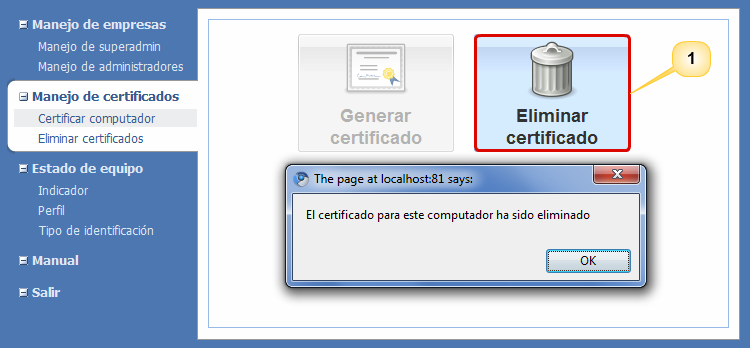 Manejo de empresas
Manejo de superadmin
Manejo de administradores
Manejo de certificados
Certificar computador
Eliminar certificados
Estado de equipo
Indicador
Perfil
Tipo de identificación
Manual
Salir
Generar
certificado
Eliminar
certificado
1
The page at localhost:81 says:
El certificado para este computador ha sido eliminado
OK